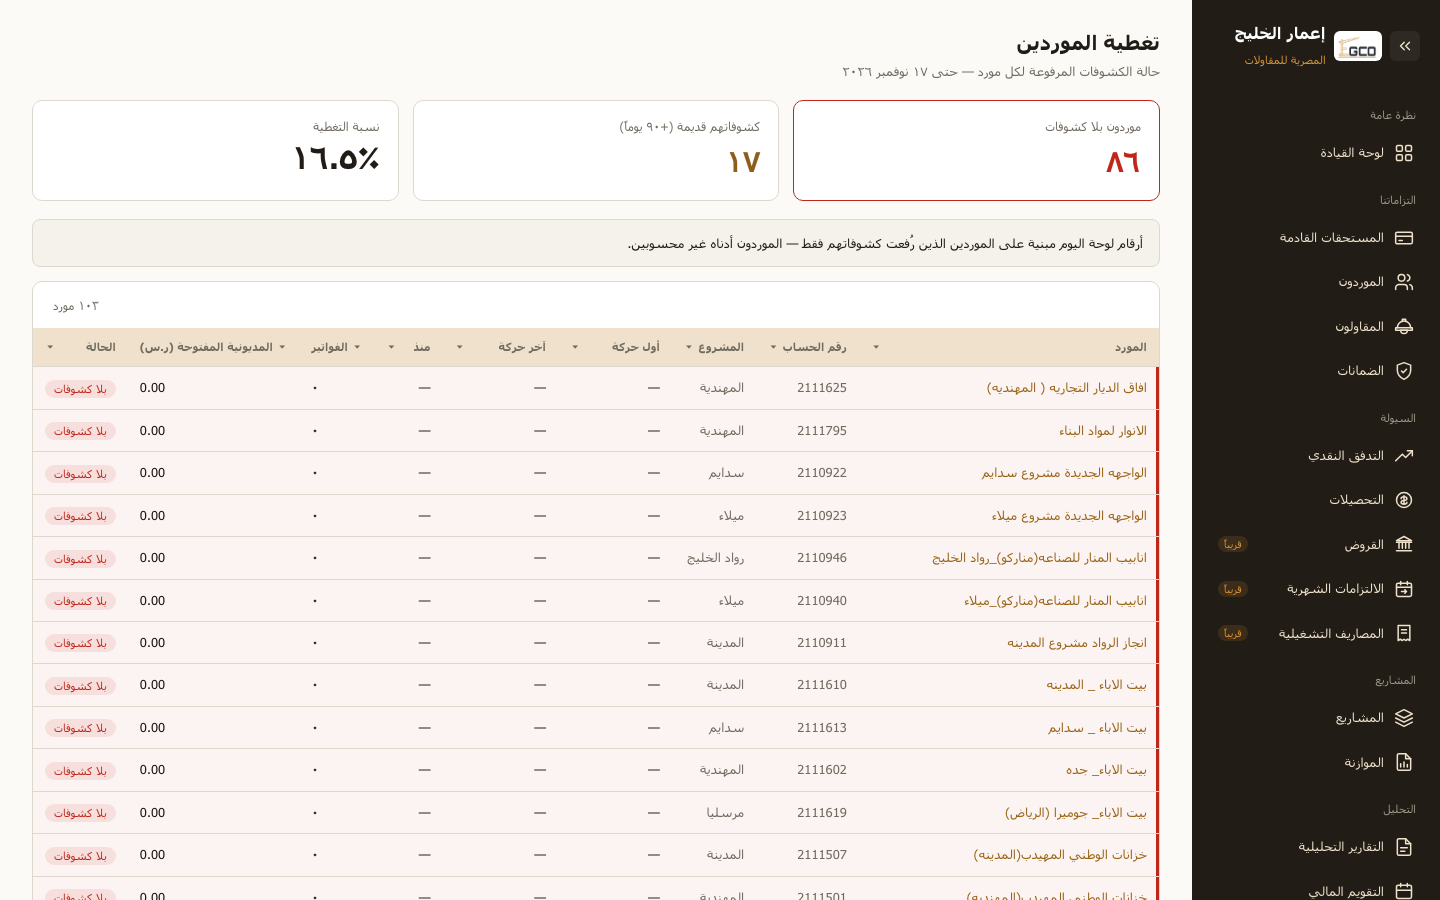 إعمار الخليج
المصرية للمقاولات
EGCO
نظرة عامة
لوحة القيادة
التزاماتنا
المستحقات القادمة
الموردون
المقاولون
الضمانات
السيولة
التدفق النقدي
التحصيلات
القروض قريباً
الالتزامات الشهرية قريباً
المصاريف التشغيلية قريباً
المشاريع
المشاريع
الموازنة
التحليل
التقارير التحليلية
التقويم المالي
تغطية الموردين
حالة الكشوفات المرفوعة لكل مورد — حتى ١٧ نوفمبر ٢٠٢٦
موردون بلا كشوفات
٨٦
كشوفاتهم قديمة (+٩٠ يوماً)
١٧
نسبة التغطية
١٦.٥٪
أرقام لوحة اليوم مبنية على الموردين الذين رُفعت كشوفاتهم فقط — الموردون أدناه غير محسوبين.
١٠٣ مورد
المورد رقم الحساب المشروع أول حركة آخر حركة منذ الفواتير المديونية المفتوحة (ر.س) الحالة
افاق الديار التجاريه ( المهنديه) 2111625 المهندية — — — ٠ 0.00 بلا كشوفات
الانوار لمواد البناء 2111795 المهندية — — — ٠ 0.00 بلا كشوفات
الواجهه الجديدة مشروع سدايم 2110922 سدايم — — — ٠ 0.00 بلا كشوفات
الواجهه الجديدة مشروع ميلاء 2110923 ميلاء — — — ٠ 0.00 بلا كشوفات
انابيب المنار للصناعه(مناركو)_رواد الخليج 2110946 رواد الخليج — — — ٠ 0.00 بلا كشوفات
انابيب المنار للصناعه(مناركو)_ميلاء 2110940 ميلاء — — — ٠ 0.00 بلا كشوفات
انجاز الرواد مشروع المدينه 2110911 المدينة — — — ٠ 0.00 بلا كشوفات
بيت الاباء _ المدينه 2111610 المدينة — — — ٠ 0.00 بلا كشوفات
بيت الاباء _ سدايم 2111613 سدايم — — — ٠ 0.00 بلا كشوفات
بيت الاباء_ جده 2111602 المهندية — — — ٠ 0.00 بلا كشوفات
بيت الاباء_ جوميرا (الرياض) 2111619 مرسليا — — — ٠ 0.00 بلا كشوفات
خزانات الوطني المهيدب(المدينه) 2111507 المدينة — — — ٠ 0.00 بلا كشوفات
خزانات الوطني المهيدب(المهنديه) 2111501 المهندية — — — ٠ 0.00 بلا كشوفات